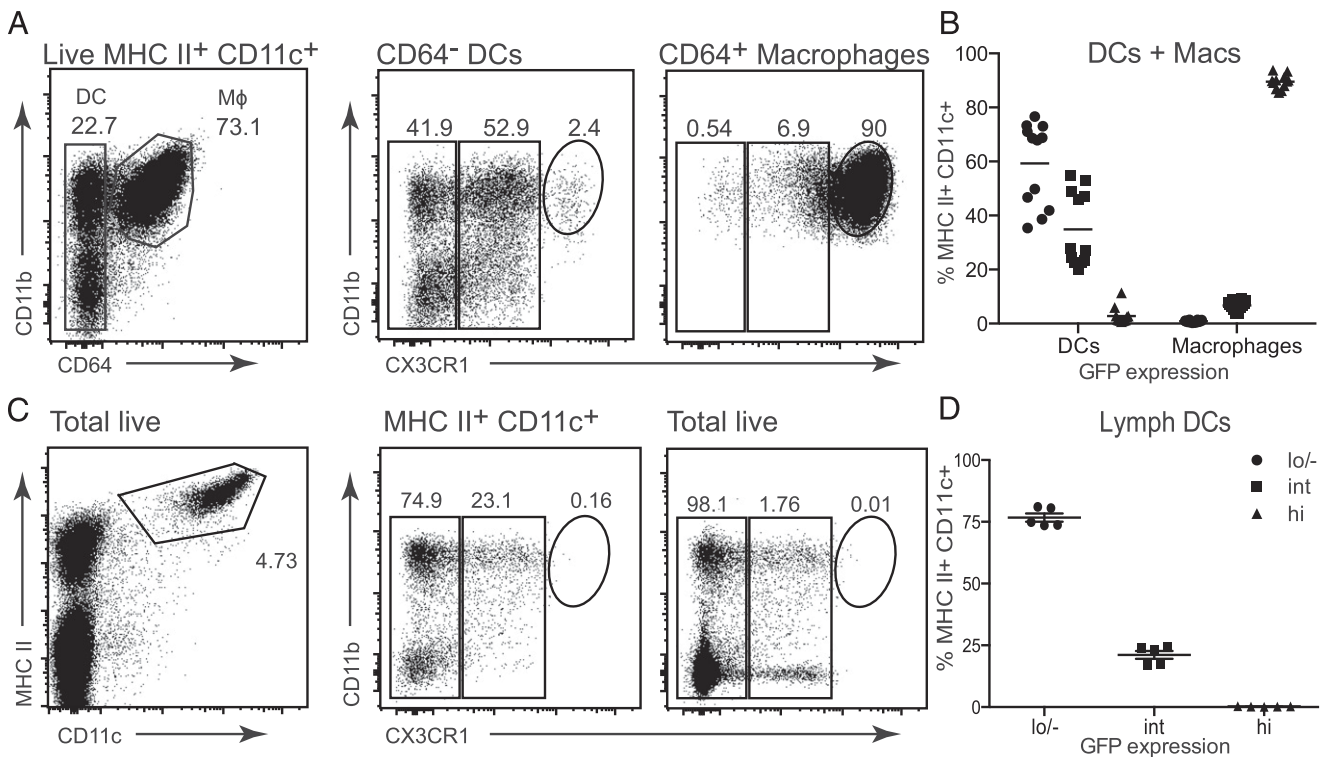 A
Live MHC II+ CD11c+
CD64- DCs
CD64+ Macrophages
DC
22.7
Mϕ
73.1
41.9
52.9
2.4
0.54
6.9
90
CD11b
CD64
CD11b
CX3CR1
B
DCs + Macs
100
80
60
40
20
0
% MHC II+ CD11c+
DCs
Macrophages
GFP expression
C
Total live
MHC II+ CD11c+
Total live
4.73
74.9
23.1
0.16
98.1
1.76
0.01
MHC II
CD11c
CD11b
CX3CR1
D
Lymph DCs
lo/-
int
hi
100
75
50
25
0
% MHC II+ CD11c+
lo/-
int
hi
GFP expression